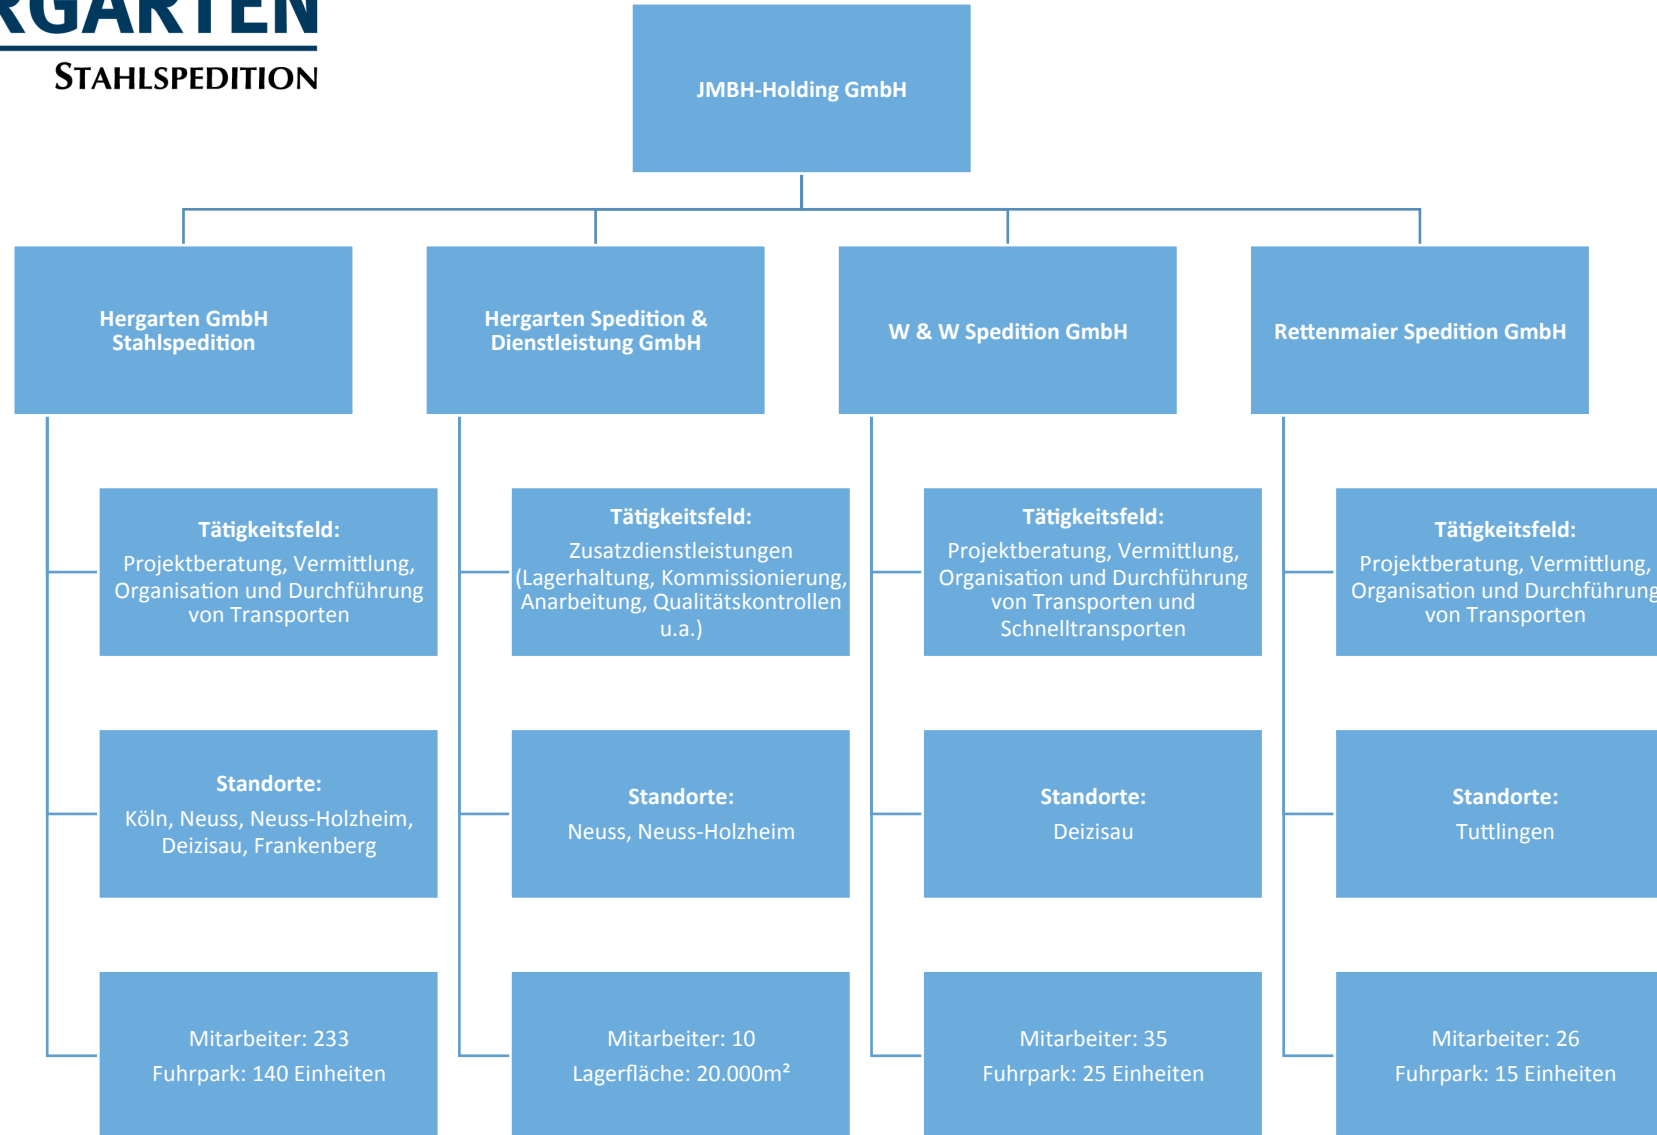 RGARTEN
STAHLSPEDITION
JMBH-Holding GmbH
Hergarten GmbH
Stahlspedition
Tätigkeitsfeld:
Projektberatung, Vermittlung,
Organisation und Durchführung
von Transporten
Standorte:
Köln, Neuss, Neuss-Holzheim,
Deizisau, Frankenberg
Mitarbeiter: 233
Fuhrpark: 140 Einheiten
Hergarten Spedition &
Dienstleistung GmbH
Tätigkeitsfeld:
Zusatzdienstleistungen
(Lagerhaltung, Kommissionierung,
Anarbeitung, Qualitätskontrollen
u.a.)
Standorte:
Neuss, Neuss-Holzheim
Mitarbeiter: 10
Lagerfläche: 20.000m²
W & W Spedition GmbH
Tätigkeitsfeld:
Projektberatung, Vermittlung,
Organisation und Durchführung
von Transporten und
Schnelltransporten
Standorte:
Deizisau
Mitarbeiter: 35
Fuhrpark: 25 Einheiten
Rettenmaier Spedition GmbH
Tätigkeitsfeld:
Projektberatung, Vermittlung,
Organisation und Durchführung
von Transporten
Standorte:
Tuttlingen
Mitarbeiter: 26
Fuhrpark: 15 Einheiten